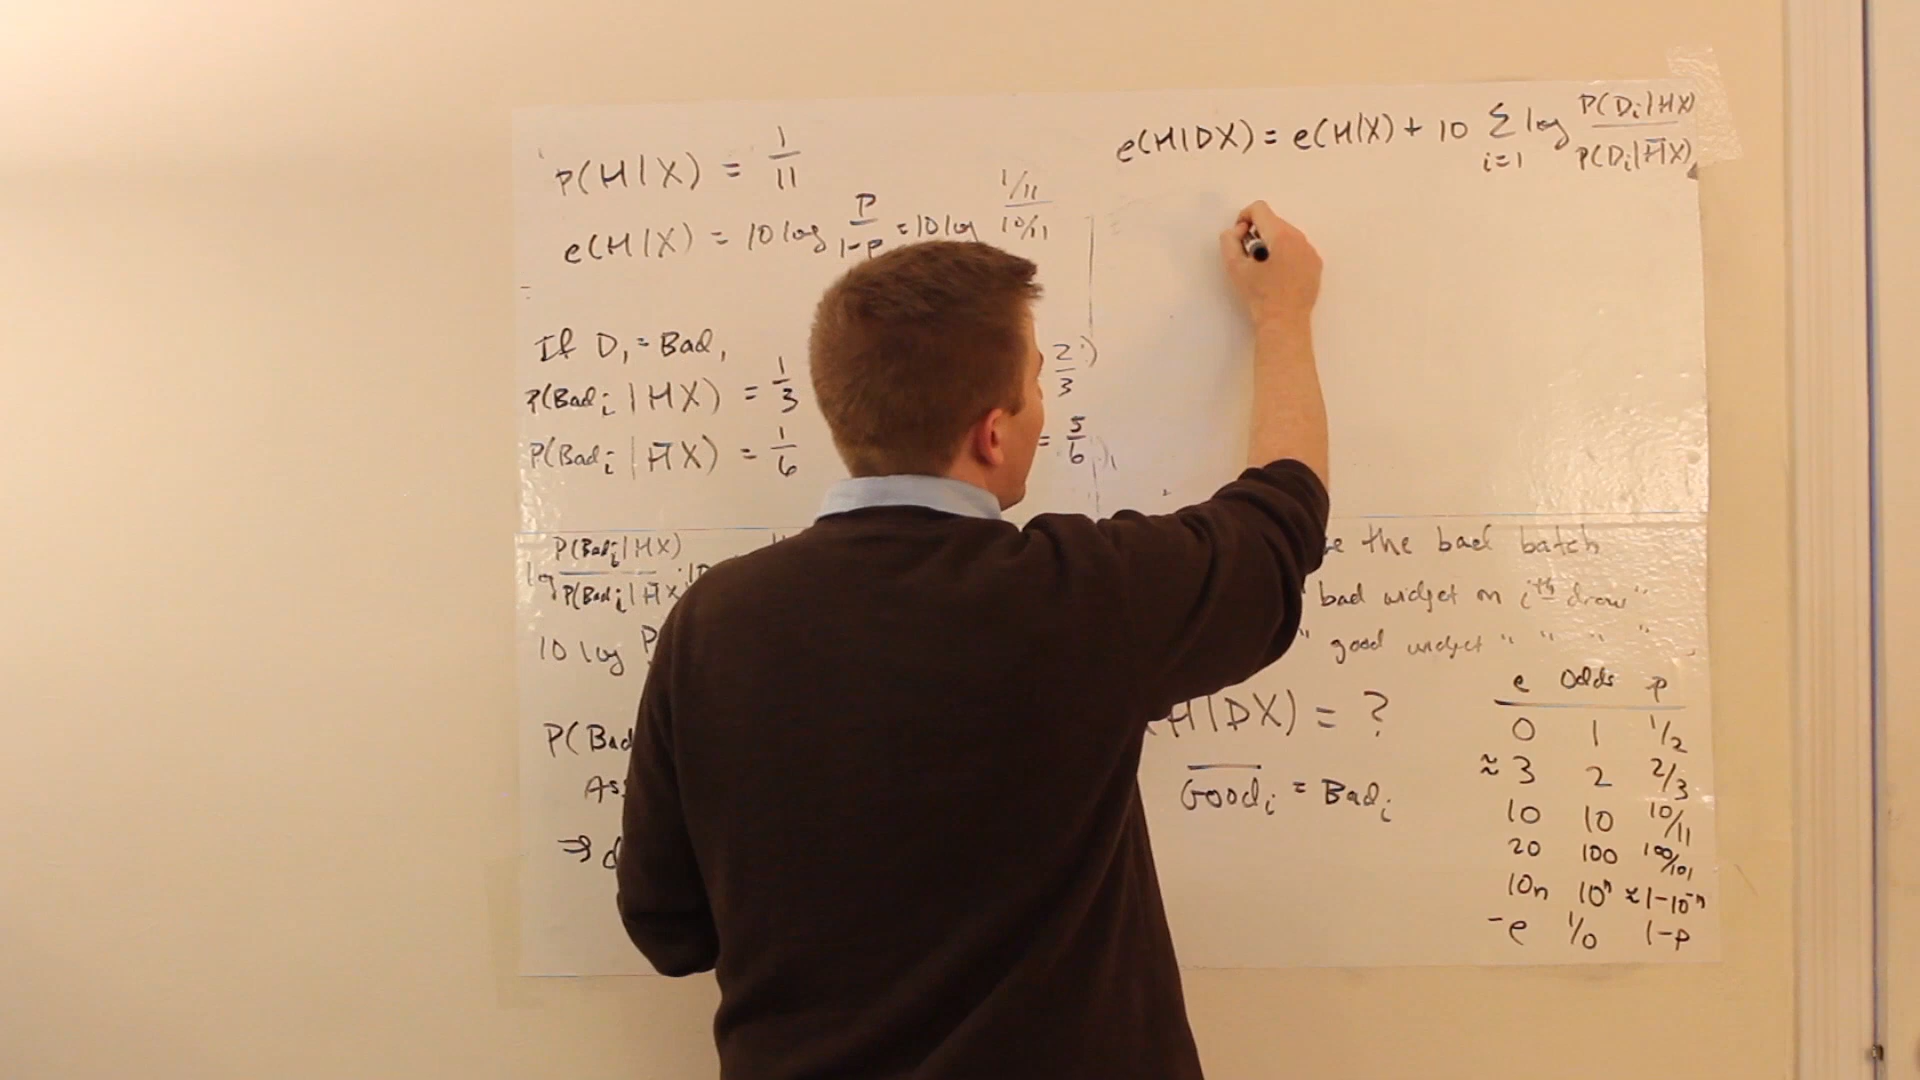 P(H|X) = 1/11
e(H|X) = 10 log P/1-P = 10 log 1/11 / 10/11
If D₁ = Bad,
P(Badᵢ|HX) = 1/3
2/3
P(Badᵢ|H̅X) = 1/6
= 5/6
log P(Badᵢ|HX) / P(Badᵢ|H̅X
10 log P
P(Bad
As
⇒ d
e(H|DX) = e(H|X) + 10 Σ i=1 log P(Dᵢ|HX) / P(Dᵢ|H̅X)
the bad batch
bad widget on iᵗʰ draw"
" good widget " " " "
H|DX) = ?
G̅o̅o̅d̅ᵢ = Badᵢ
e Odds P
0 1 1/2
≈ 3 2 2/3
10 10 10/11
20 100 100/101
10n 10ⁿ ≈ 1-10⁻ⁿ
-e 1/0 1-P